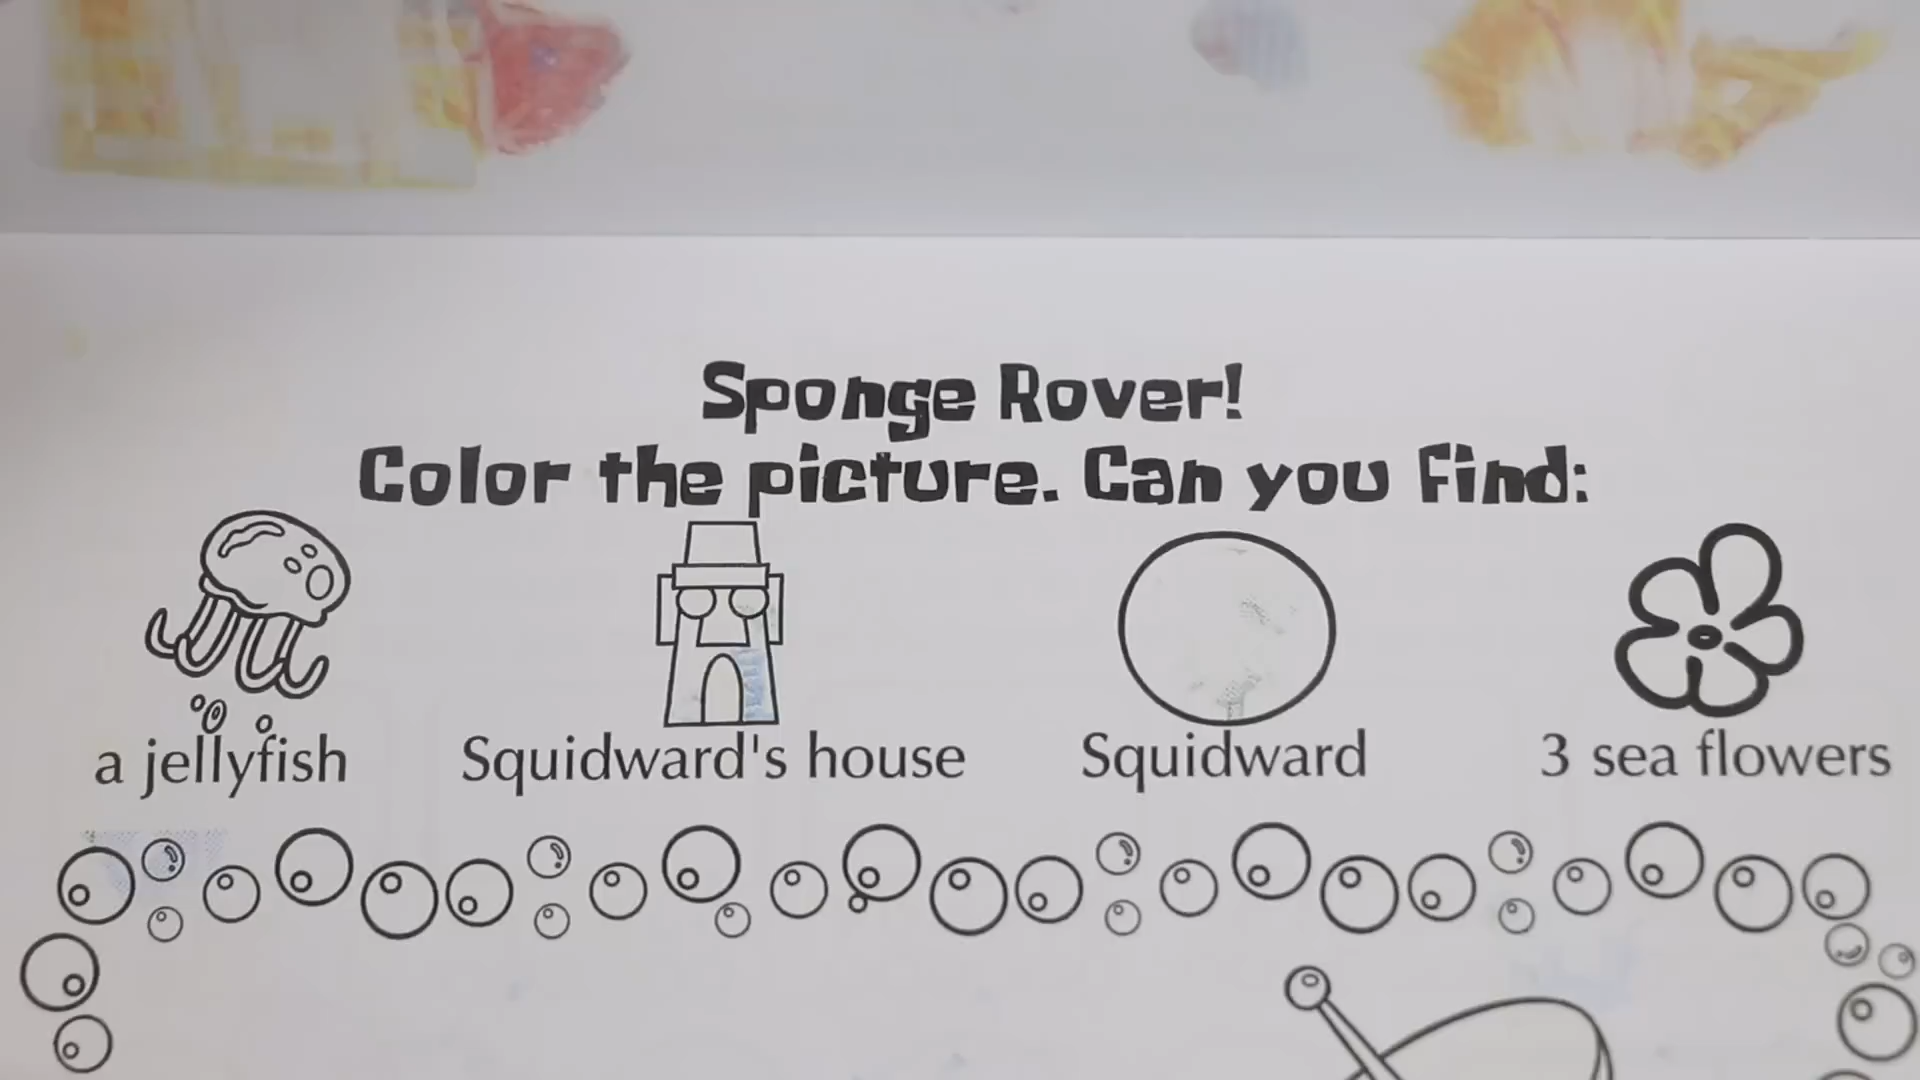 Sponge Rover!
Color the picture. Can you find:
a jellyfish
Squidward's house
Squidward
3 sea flowers